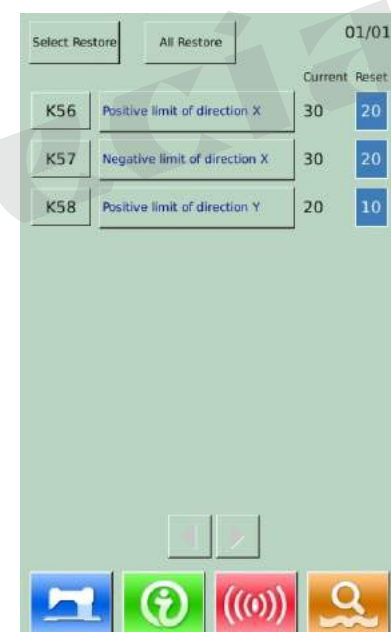 Select Restore All Restore 01/01
Current Reset
K56 Positive limit of direction X 30 20
K57 Negative limit of direction X 30 20
K58 Positive limit of direction Y 20 10